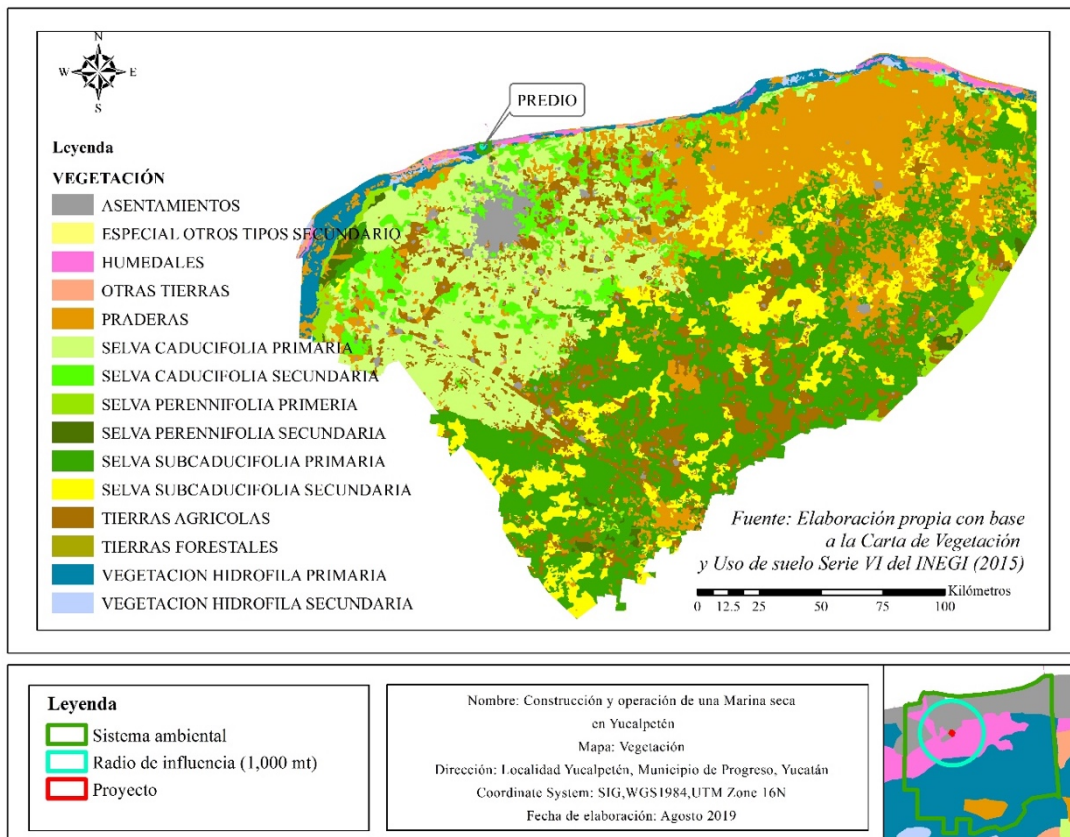 N
W E
S
PREDIO
Leyenda
VEGETACIÓN
ASENTAMIENTOS
ESPECIAL OTROS TIPOS SECUNDARIO
HUMEDALES
OTRAS TIERRAS
PRADERAS
SELVA CADUCIFOLIA PRIMARIA
SELVA CADUCIFOLIA SECUNDARIA
SELVA PERENNIFOLIA PRIMERIA
SELVA PERENNIFOLIA SECUNDARIA
SELVA SUBCADUCIFOLIA PRIMARIA
SELVA SUBCADUCIFOLIA SECUNDARIA
TIERRAS AGRICOLAS
TIERRAS FORESTALES
VEGETACION HIDROFILA PRIMARIA
VEGETACION HIDROFILA SECUNDARIA
Fuente: Elaboración propia con base
a la Carta de Vegetación
y Uso de suelo Serie VI del INEGI (2015)
Kilómetros
0 12.5 25 50 75 100
Leyenda
Sistema ambiental
Radio de influencia (1,000 mt)
Proyecto
Nombre: Construcción y operación de una Marina seca
en Yucalpetén
Mapa: Vegetación
Dirección: Localidad Yucalpetén, Municipio de Progreso, Yucatán
Coordinate System: SIG,WGS1984,UTM Zone 16N
Fecha de elaboración: Agosto 2019